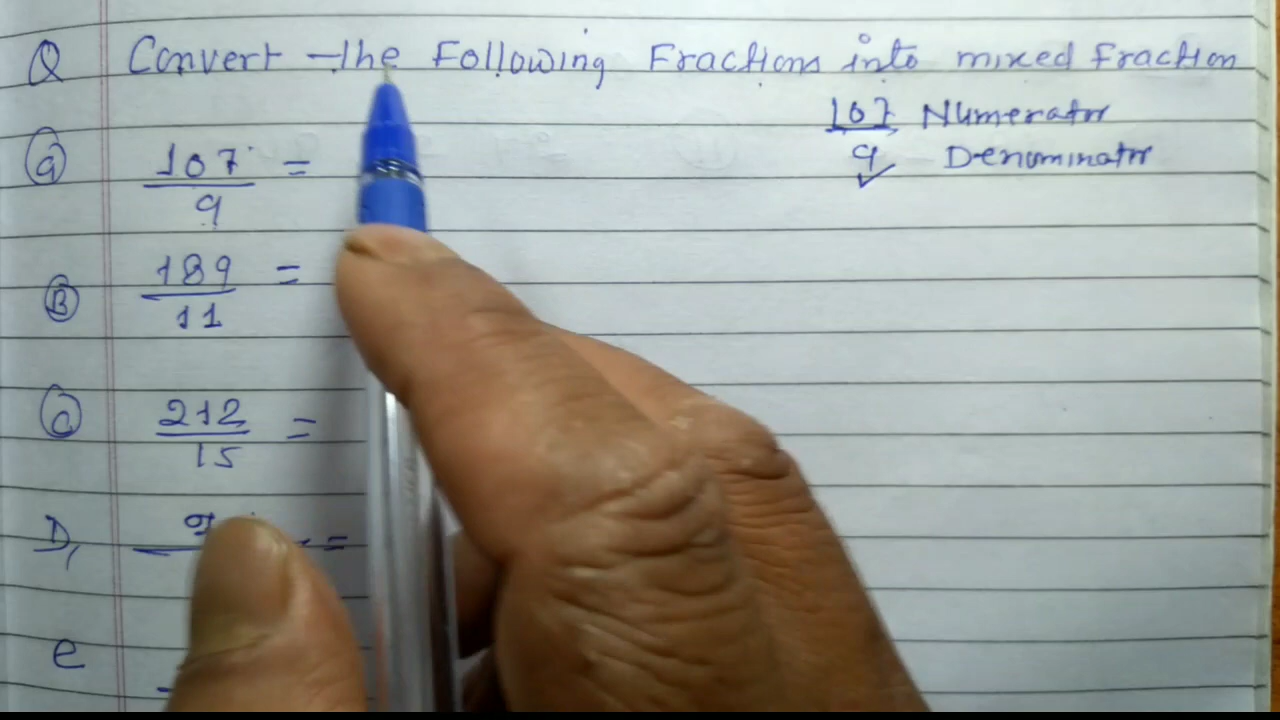 Q Convert the Following Fractions into mixed Fraction
107 Numerator
9 Denominator
a 107 =
9
B 189 =
11
C 212 =
15
D, =
e